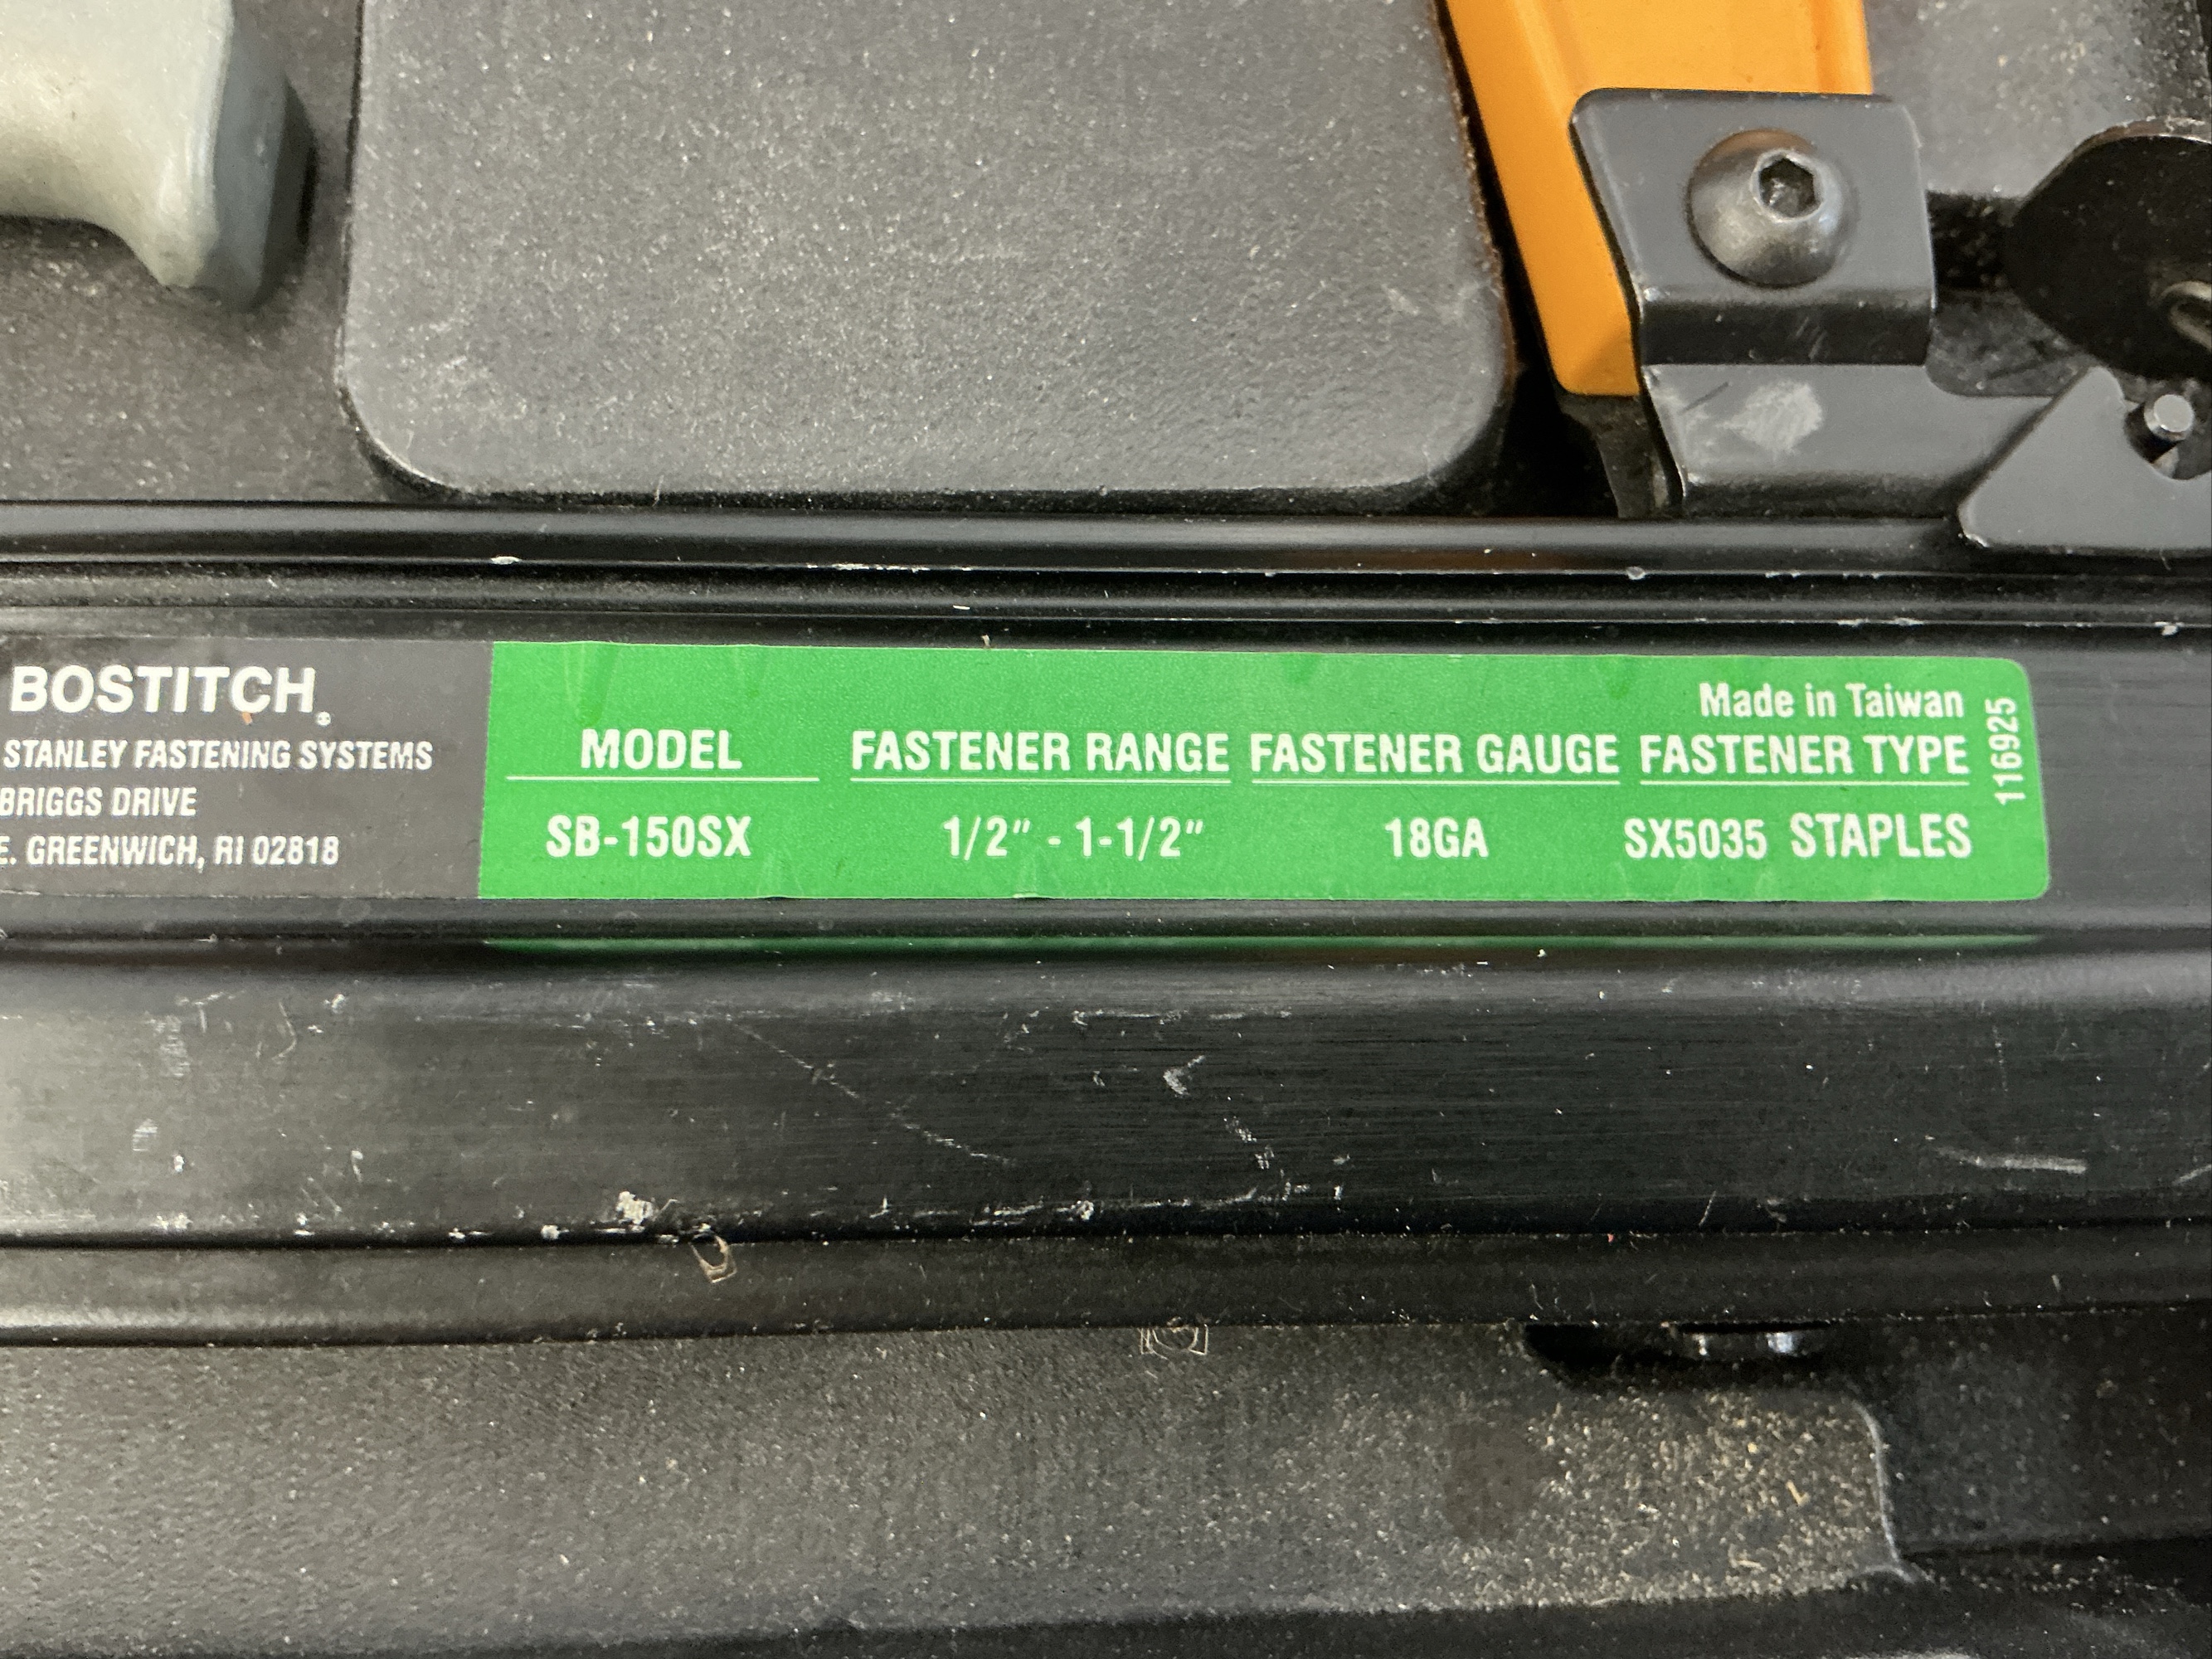 BOSTITCH®
STANLEY FASTENING SYSTEMS
BRIGGS DRIVE
E. GREENWICH, RI 02818
Made in Taiwan
MODEL FASTENER RANGE FASTENER GAUGE FASTENER TYPE
SB-150SX 1/2" - 1-1/2" 18GA SX5035 STAPLES
116925